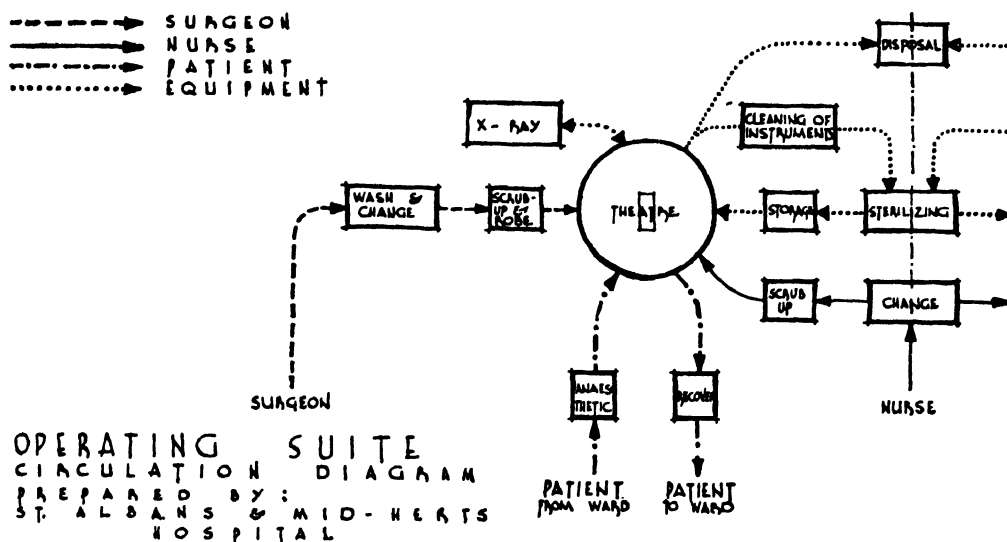 SURGEON
NURSE
PATIENT
EQUIPMENT
DISPOSAL
X-RAY
CLEANING OF
INSTRUMENTS
WASH &
CHANGE
SCRUB-
UP &
ROBE
THEATRE
STORAGE
STERILIZING
SCRUB
UP
CHANGE
ANAES
THETIC
RECOVER
SURGEON
NURSE
PATIENT
FROM WARD
PATIENT
TO WARD
OPERATING SUITE
CIRCULATION DIAGRAM
PREPARED BY:
ST. ALBANS & MID-HERTS
HOSPITAL